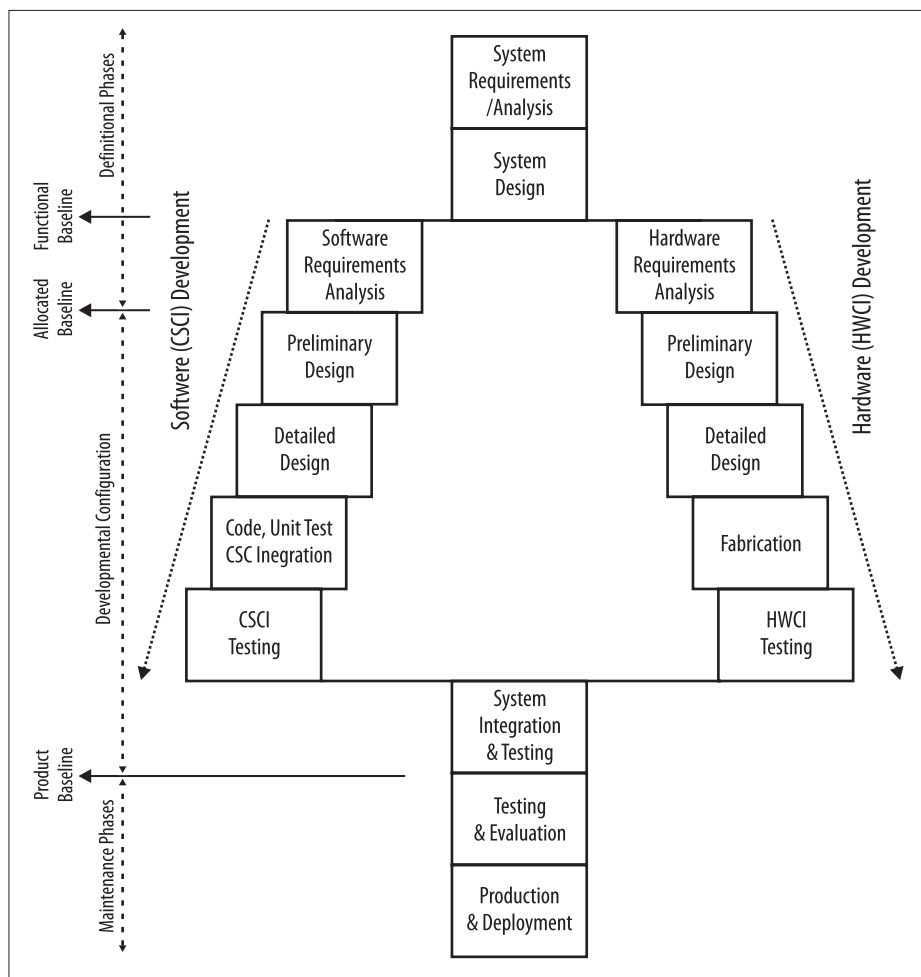 System
Requirements
/Analysis
System
Design
Definitional Phases
Functional
Baseline
Allocated
Baseline
Developmental Configuration
Product
Baseline
Maintenance Phases
Softwere (CSCI) Development
Software
Requirements
Analysis
Preliminary
Design
Detailed
Design
Code, Unit Test
CSC Inegration
CSCI
Testing
Hardware
Requirements
Analysis
Preliminary
Design
Detailed
Design
Fabrication
HWCI
Testing
Hardware (HWCI) Development
System
Integration
& Testing
Testing
& Evaluation
Production
& Deployment